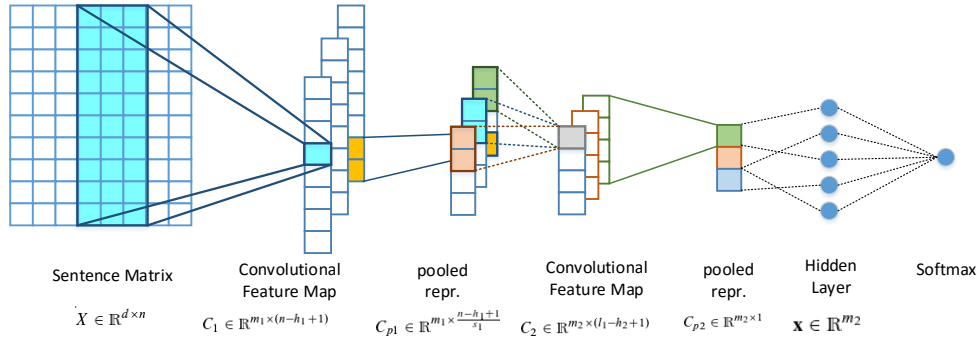 Sentence Matrix
X ∈ ℝ^{d×n}
Convolutional
Feature Map
C_1 ∈ ℝ^{m_1×(n-h_1+1)}
pooled
repr.
C_{p1} ∈ ℝ^{m_1×\frac{n-h_1+1}{s_1}}
Convolutional
Feature Map
C_2 ∈ ℝ^{m_2×(l_1-h_2+1)}
pooled
repr.
C_{p2} ∈ ℝ^{m_2×1}
Hidden
Layer
x ∈ ℝ^{m_2}
Softmax